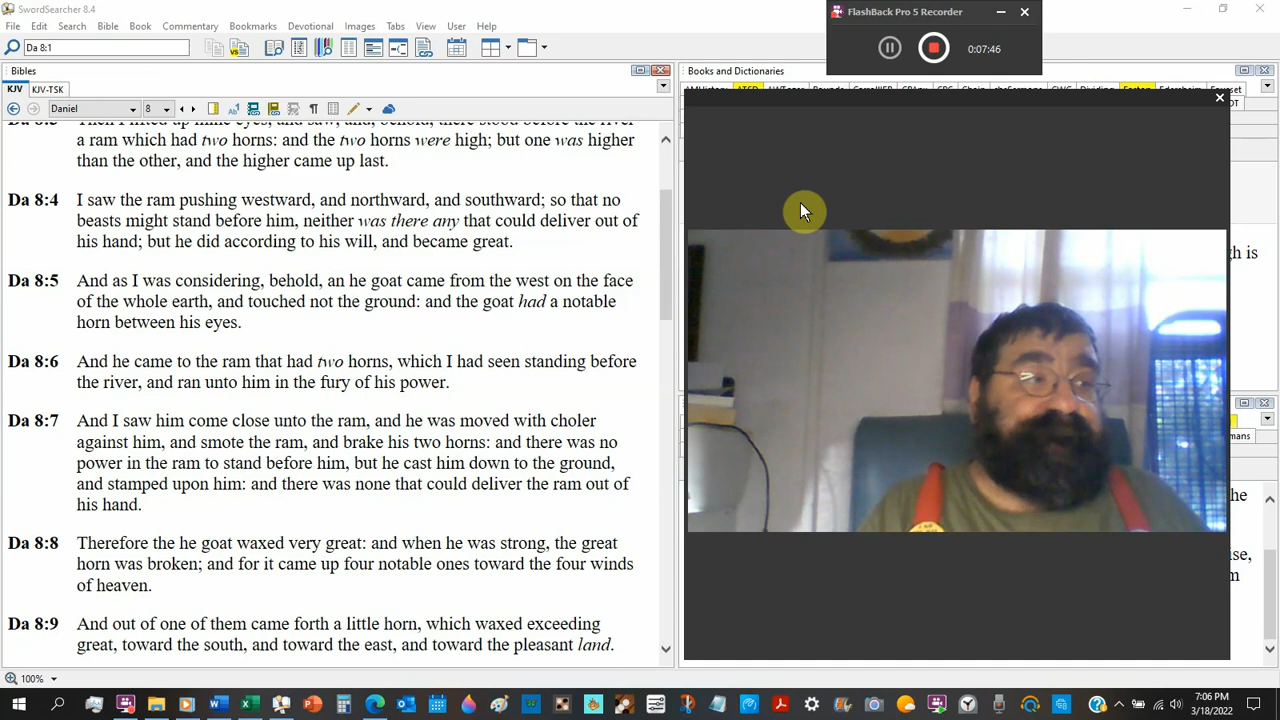 SwordSearcher 8.4
File Edit Search Bible Book Commentary Bookmarks Devotional Images Tabs View User Help
FlashBack Pro 5 Recorder
0:07:46
Da 8:1
Bibles
Books and Dictionaries
KJV KJV-TSK
Daniel 8
a ram which had two horns: and the two horns were high; but one was higher
than the other, and the higher came up last.
Da 8:4 I saw the ram pushing westward, and northward, and southward; so that no
beasts might stand before him, neither was there any that could deliver out of
his hand; but he did according to his will, and became great.
Da 8:5 And as I was considering, behold, an he goat came from the west on the face
of the whole earth, and touched not the ground: and the goat had a notable
horn between his eyes.
Da 8:6 And he came to the ram that had two horns, which I had seen standing before
the river, and ran unto him in the fury of his power.
Da 8:7 And I saw him come close unto the ram, and he was moved with choler
against him, and smote the ram, and brake his two horns: and there was no
power in the ram to stand before him, but he cast him down to the ground,
and stamped upon him: and there was none that could deliver the ram out of
his hand.
Da 8:8 Therefore the he goat waxed very great: and when he was strong, the great
horn was broken; and for it came up four notable ones toward the four winds
of heaven.
Da 8:9 And out of one of them came forth a little horn, which waxed exceeding
great, toward the south, and toward the east, and toward the pleasant land.
100%
7:06 PM
3/18/2022